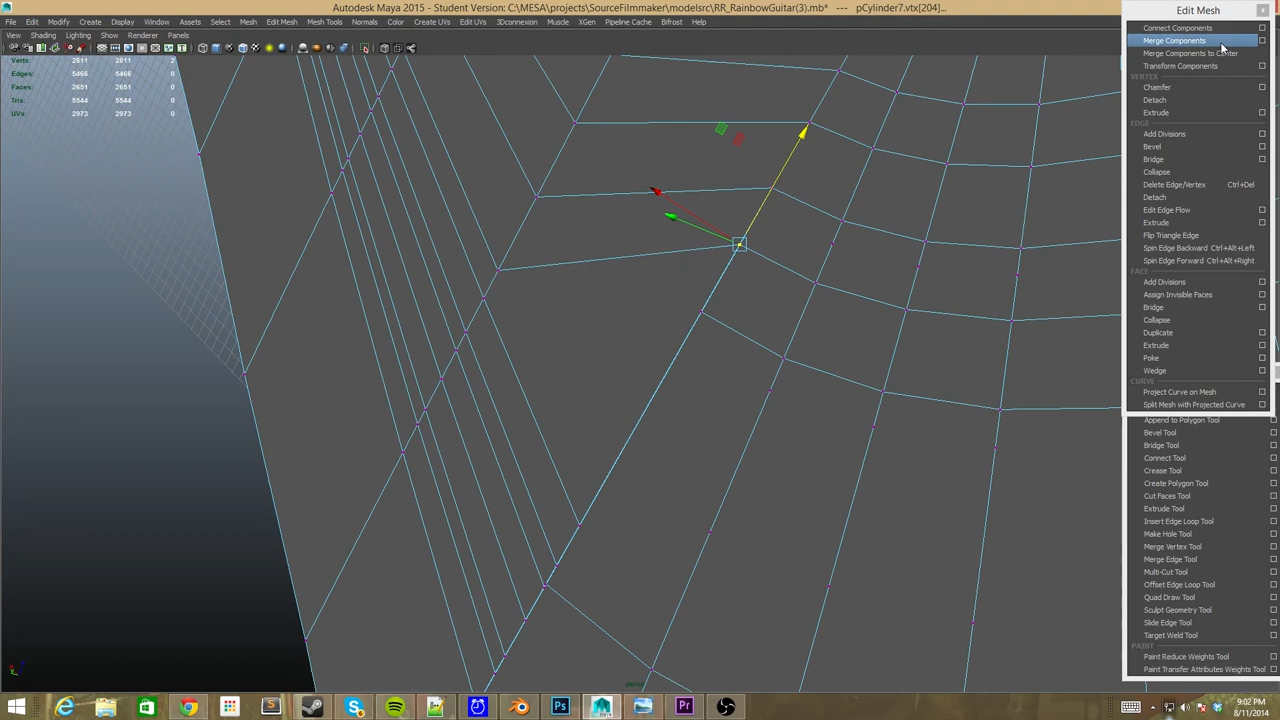 Autodesk Maya 2015 - Student Version: C:\MESA\projects\SourceFilmmaker\modelsrc\RR_RainbowGuitar(3).mb*   ---   pCylinder7.vtx[204]...
File Edit Modify Create Display Window Assets Select Mesh Edit Mesh Mesh Tools Normals Color Create UVs Edit UVs 3Dconnexion Muscle XGen Pipeline Cache Bifrost Help
View Shading Lighting Show Renderer Panels
Verts: 2811 2811 2
Edges: 5466 5466 0
Faces: 2651 2651 0
Tris: 5544 5544 0
UVs: 2973 2973 0
Edit Mesh
Connect Components
Merge Components
Merge Components to Center
Transform Components
VERTEX
Chamfer
Detach
Extrude
EDGE
Add Divisions
Bevel
Bridge
Collapse
Delete Edge/Vertex Ctrl+Del
Detach
Edit Edge Flow
Extrude
Flip Triangle Edge
Spin Edge Backward Ctrl+Alt+Left
Spin Edge Forward Ctrl+Alt+Right
FACE
Add Divisions
Assign Invisible Faces
Bridge
Collapse
Duplicate
Extrude
Poke
Wedge
CURVE
Project Curve on Mesh
Split Mesh with Projected Curve
Append to Polygon Tool
Bevel Tool
Bridge Tool
Connect Tool
Crease Tool
Create Polygon Tool
Cut Faces Tool
Extrude Tool
Insert Edge Loop Tool
Make Hole Tool
Merge Vertex Tool
Merge Edge Tool
Multi-Cut Tool
Offset Edge Loop Tool
Quad Draw Tool
Sculpt Geometry Tool
Slide Edge Tool
Target Weld Tool
PAINT
Paint Reduce Weights Tool
Paint Transfer Attributes Weights Tool
persp
Ps
Pr
9:02 PM
8/11/2014